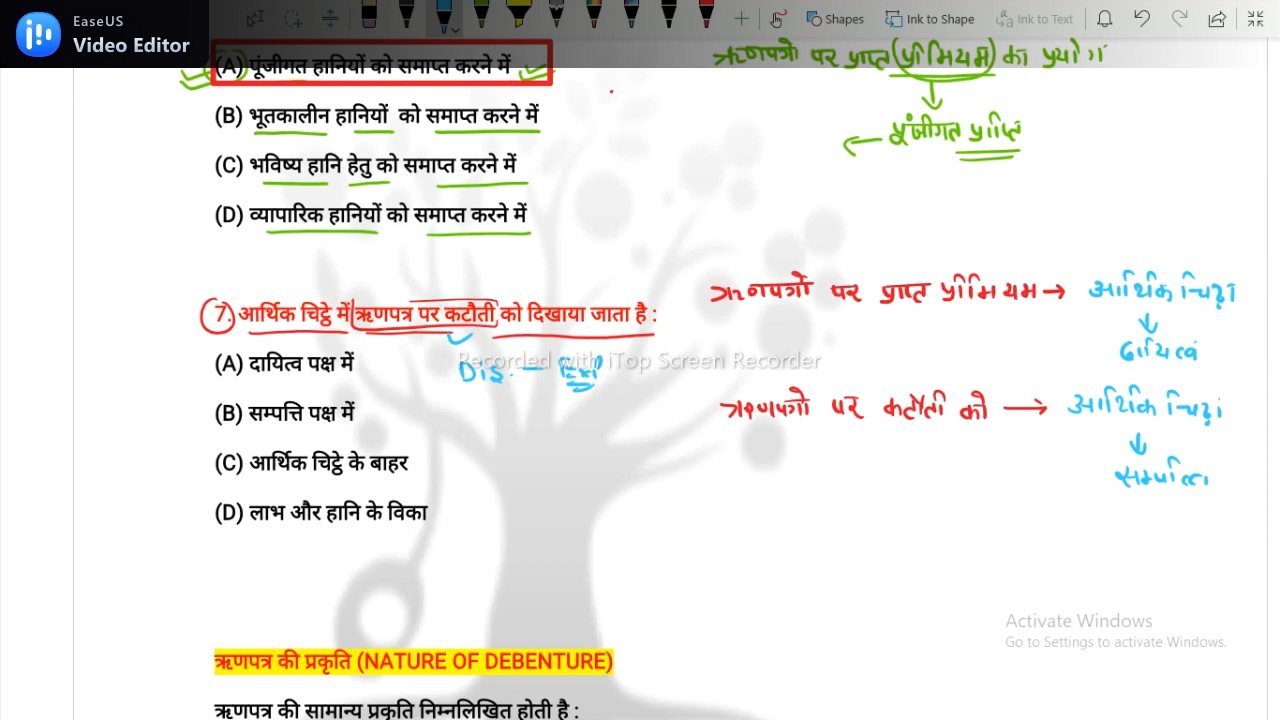 EaseUS
Video Editor
Shapes
Ink to Shape
Ink to Text
(A) पूंजीगत हानियों को समाप्त करने में
ऋणपत्रो पर प्राप्त (प्रीमियम) का प्रयोग
(B) भूतकालीन हानियों को समाप्त करने में
पूंजीगत प्राप्ति
(C) भविष्य हानि हेतु को समाप्त करने में
(D) व्यापारिक हानियों को समाप्त करने में
ऋणपत्रो पर प्राप्त प्रीमियम → आर्थिक चिट्ठा
7. आर्थिक चिट्ठे में ऋणपत्र पर कटौती को दिखाया जाता है :
दायित्व
Recorded with iTop Screen Recorder
(A) दायित्व पक्ष में
Dis. - Exp
ऋणपत्रो पर कटौती को → आर्थिक चिट्ठा
(B) सम्पत्ति पक्ष में
(C) आर्थिक चिट्ठे के बाहर
सम्पत्ति
(D) लाभ और हानि के विका
Activate Windows
Go to Settings to activate Windows.
ऋणपत्र की प्रकृति (NATURE OF DEBENTURE)
ऋणपत्र की सामान्य प्रकृति निम्नलिखित होती है :